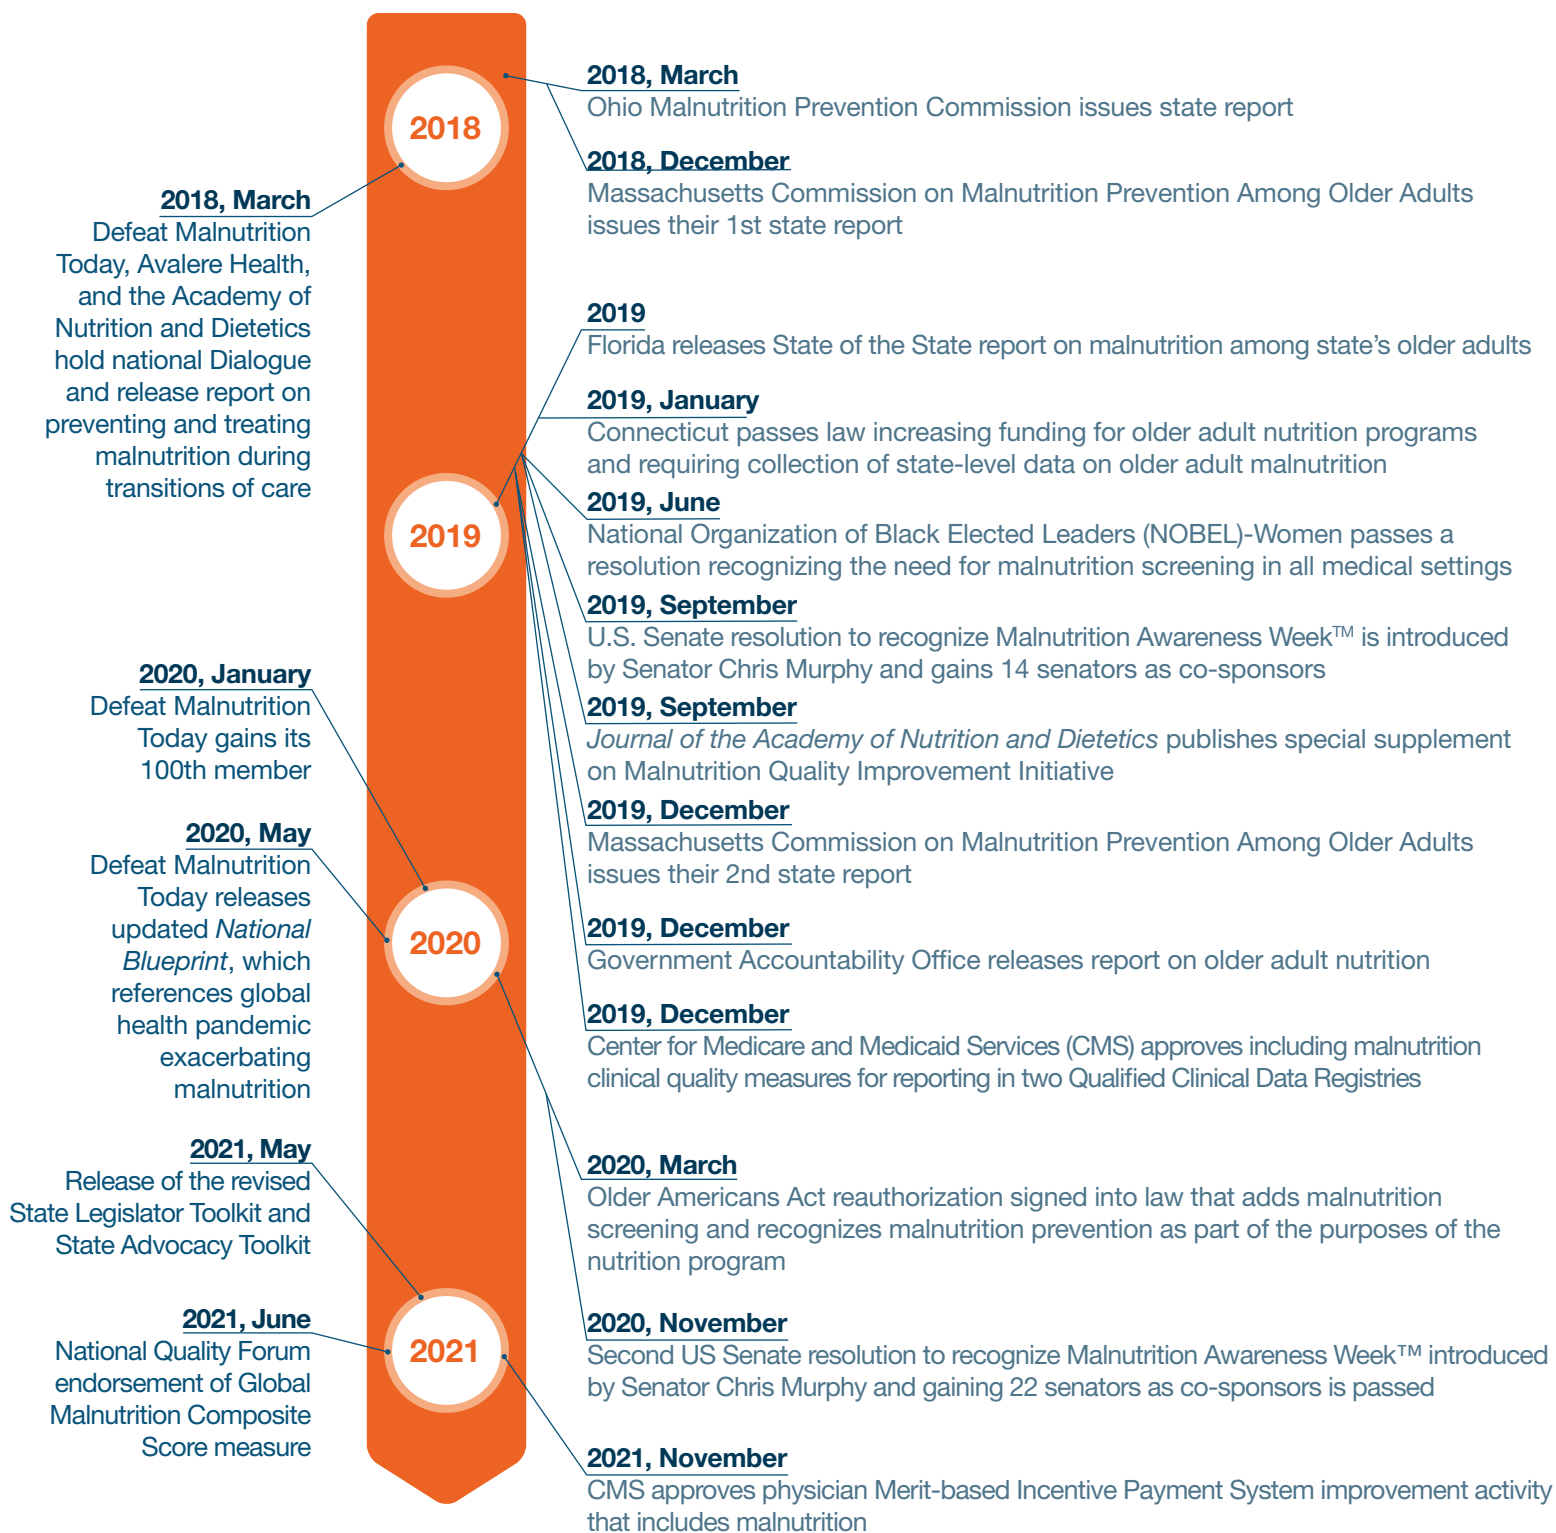 2018
2018, March
Ohio Malnutrition Prevention Commission issues state report
2018, December
Massachusetts Commission on Malnutrition Prevention Among Older Adults
issues their 1st state report
2018, March
Defeat Malnutrition
Today, Avalere Health,
and the Academy of
Nutrition and Dietetics
hold national Dialogue
and release report on
preventing and treating
malnutrition during
transitions of care
2019
2019
Florida releases State of the State report on malnutrition among state's older adults
2019, January
Connecticut passes law increasing funding for older adult nutrition programs
and requiring collection of state-level data on older adult malnutrition
2019, June
National Organization of Black Elected Leaders (NOBEL)-Women passes a
resolution recognizing the need for malnutrition screening in all medical settings
2019, September
U.S. Senate resolution to recognize Malnutrition Awareness Week™ is introduced
by Senator Chris Murphy and gains 14 senators as co-sponsors
2019, September
Journal of the Academy of Nutrition and Dietetics publishes special supplement
on Malnutrition Quality Improvement Initiative
2019, December
Massachusetts Commission on Malnutrition Prevention Among Older Adults
issues their 2nd state report
2019, December
Government Accountability Office releases report on older adult nutrition
2019, December
Center for Medicare and Medicaid Services (CMS) approves including malnutrition
clinical quality measures for reporting in two Qualified Clinical Data Registries
2020, January
Defeat Malnutrition
Today gains its
100th member
2020, May
Defeat Malnutrition
Today releases
updated National
Blueprint, which
references global
health pandemic
exacerbating
malnutrition
2020
2020, March
Older Americans Act reauthorization signed into law that adds malnutrition
screening and recognizes malnutrition prevention as part of the purposes of the
nutrition program
2020, November
Second US Senate resolution to recognize Malnutrition Awareness Week™ introduced
by Senator Chris Murphy and gaining 22 senators as co-sponsors is passed
2021, May
Release of the revised
State Legislator Toolkit and
State Advocacy Toolkit
2021, June
National Quality Forum
endorsement of Global
Malnutrition Composite
Score measure
2021
2021, November
CMS approves physician Merit-based Incentive Payment System improvement activity
that includes malnutrition